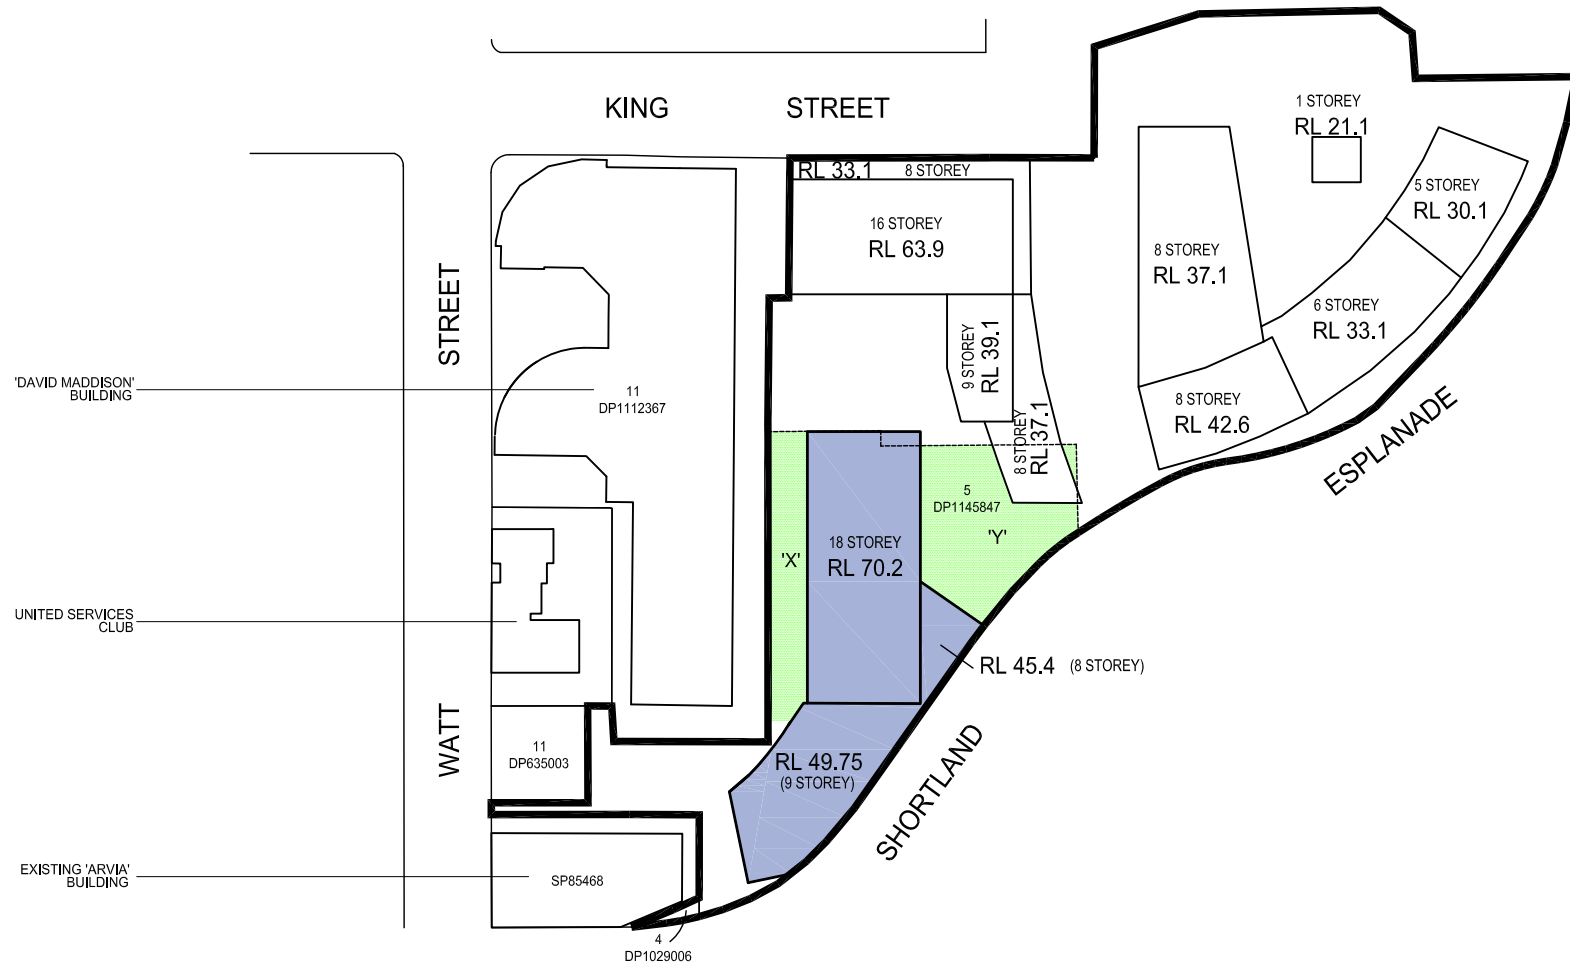 KING STREET
1 STOREY
RL 21.1
RL 33.1 8 STOREY
16 STOREY
RL 63.9
5 STOREY
RL 30.1
8 STOREY
RL 37.1
6 STOREY
RL 33.1
9 STOREY
RL 39.1
8 STOREY
RL 37.1
8 STOREY
RL 42.6
WATT STREET
'DAVID MADDISON'
BUILDING
11
DP1112367
ESPLANADE
5
DP1145847
'X'
'Y'
18 STOREY
RL 70.2
UNITED SERVICES
CLUB
RL 45.4 (8 STOREY)
11
DP635003
RL 49.75
(9 STOREY)
SHORTLAND
EXISTING 'ARVIA'
BUILDING
SP85468
4
DP1029006